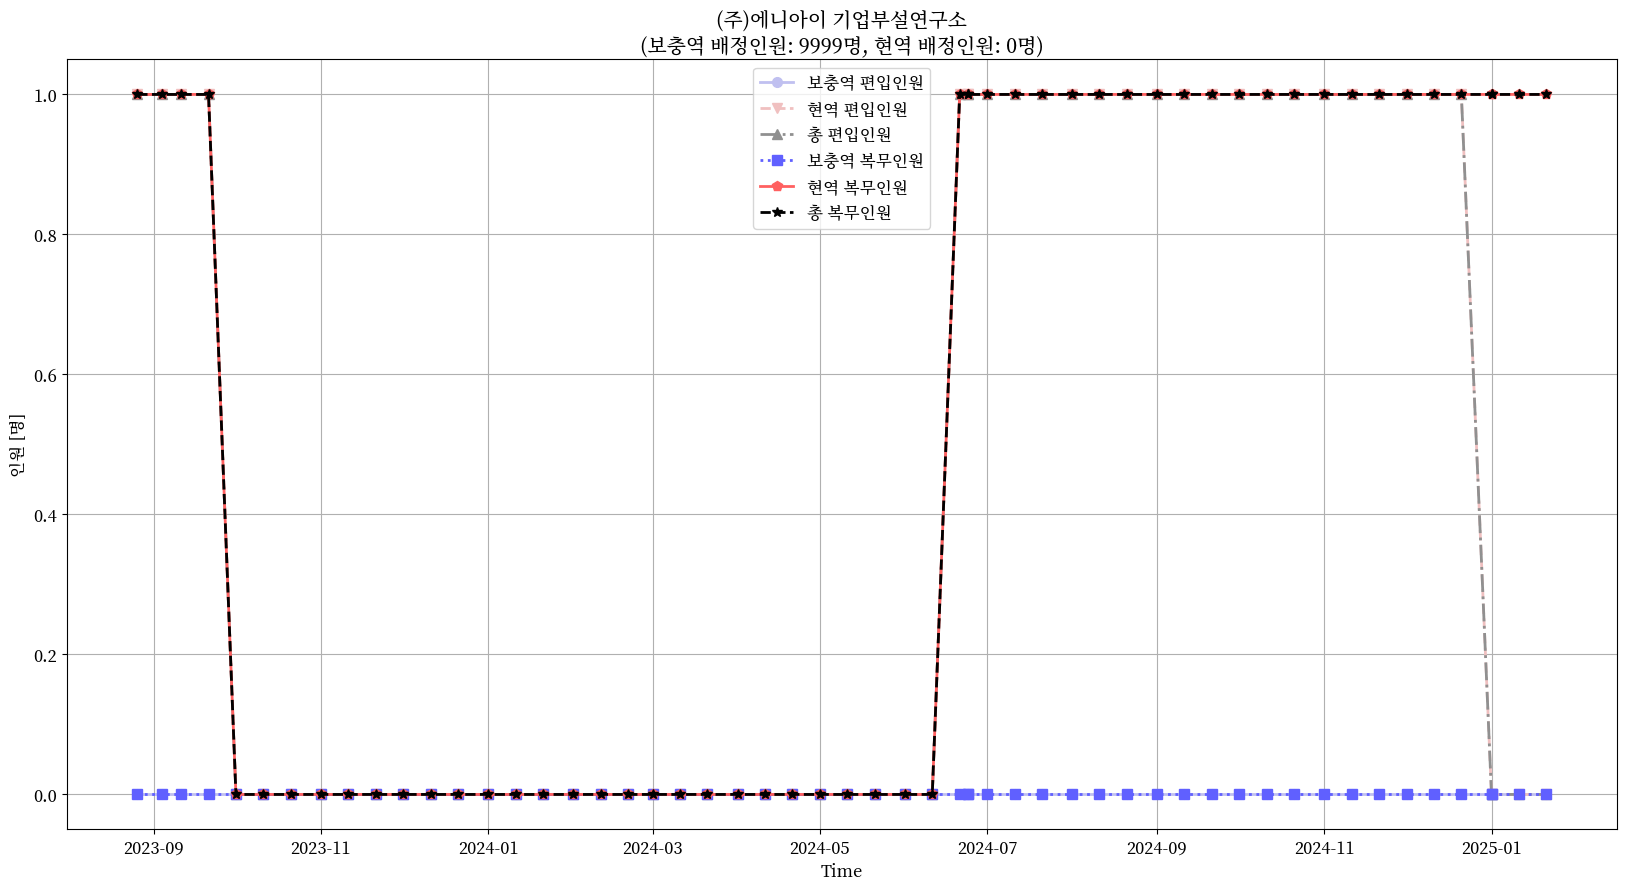 (주)에니아이 기업부설연구소
(보충역 배정인원: 9999명, 현역 배정인원: 0명)
보충역 편입인원
현역 편입인원
총 편입인원
보충역 복무인원
현역 복무인원
총 복무인원
1.0
0.8
0.6
0.4
0.2
0.0
인원 [명]
2023-09
2023-11
2024-01
2024-03
2024-05
2024-07
2024-09
2024-11
2025-01
Time